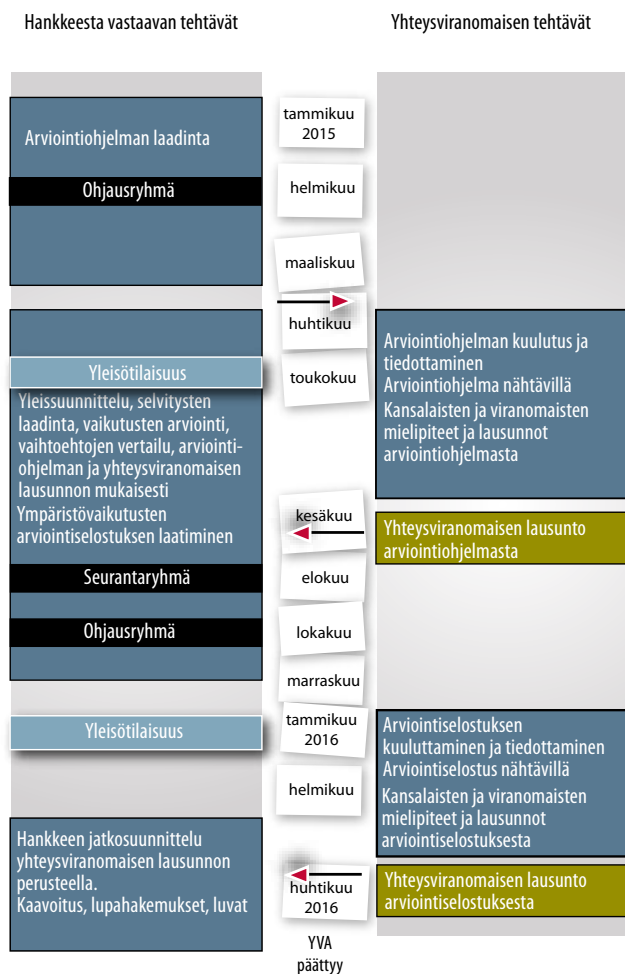 Hankkeesta vastaavan tehtävät
Yhteysviranomaisen tehtävät
Arviointiohjelman laadinta
Ohjausryhmä
Yleisötilaisuus
Yleissuunnittelu, selvitysten
laadinta, vaikutusten arviointi,
vaihtoehtojen vertailu, arviointi-
ohjelman ja yhteysviranomaisen
lausunnon mukaisesti
Ympäristövaikutusten
arviointiselostuksen laatiminen
Seurantaryhmä
Ohjausryhmä
Yleisötilaisuus
Hankkeen jatkosuunnittelu
yhteysviranomaisen lausunnon
perusteella.
Kaavoitus, lupahakemukset, luvat
tammikuu
2015
helmikuu
maaliskuu
huhtikuu
toukokuu
kesäkuu
elokuu
lokakuu
marraskuu
tammikuu
2016
helmikuu
huhtikuu
2016
YVA
päättyy
Arviointiohjelman kuulutus ja
tiedottaminen
Arviointiohjelma nähtävillä
Kansalaisten ja viranomaisten
mielipiteet ja lausunnot
arviointiohjelmasta
Yhteysviranomaisen lausunto
arviointiohjelmasta
Arviointiselostuksen
kuuluttaminen ja tiedottaminen
Arviointiselostus nähtävillä
Kansalaisten ja viranomaisten
mielipiteet ja lausunnot
arviointiselostuksesta
Yhteysviranomaisen lausunto
arviointiselostuksesta